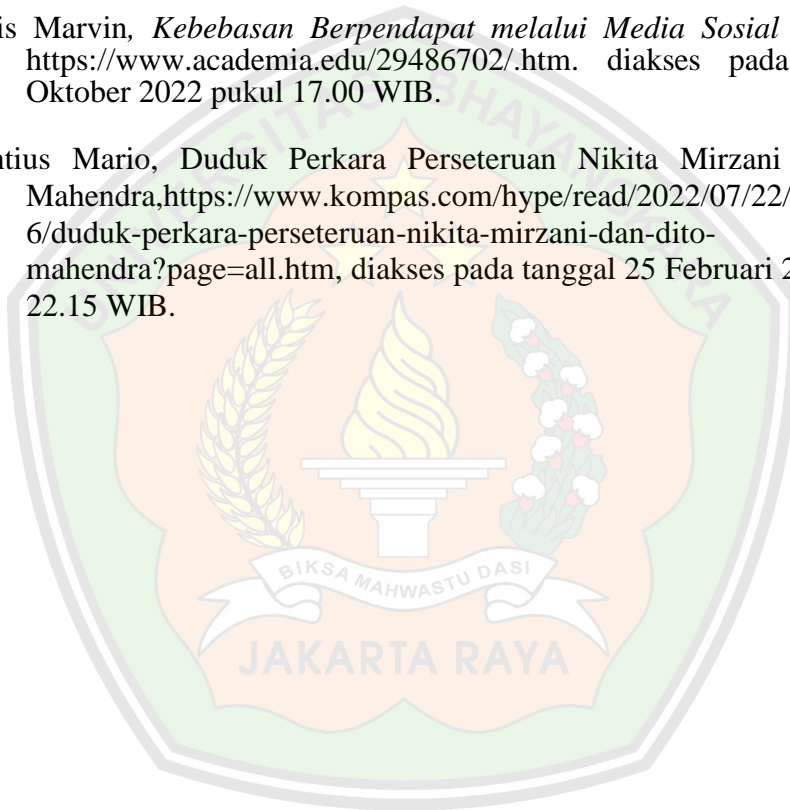 is Marvin, Kebebasan Berpendapat melalui Media Sosial
https://www.academia.edu/29486702/.htm. diakses pada
Oktober 2022 pukul 17.00 WIB.
ntius Mario, Duduk Perkara Perseteruan Nikita Mirzani
Mahendra,https://www.kompas.com/hype/read/2022/07/22/
6/duduk-perkara-perseteruan-nikita-mirzani-dan-dito-
mahendra?page=all.htm, diakses pada tanggal 25 Februari 2
22.15 WIB.
UNIVERSITAS BHAYANGKARA
BIKSA MAHWASTU DASI
JAKARTA RAYA